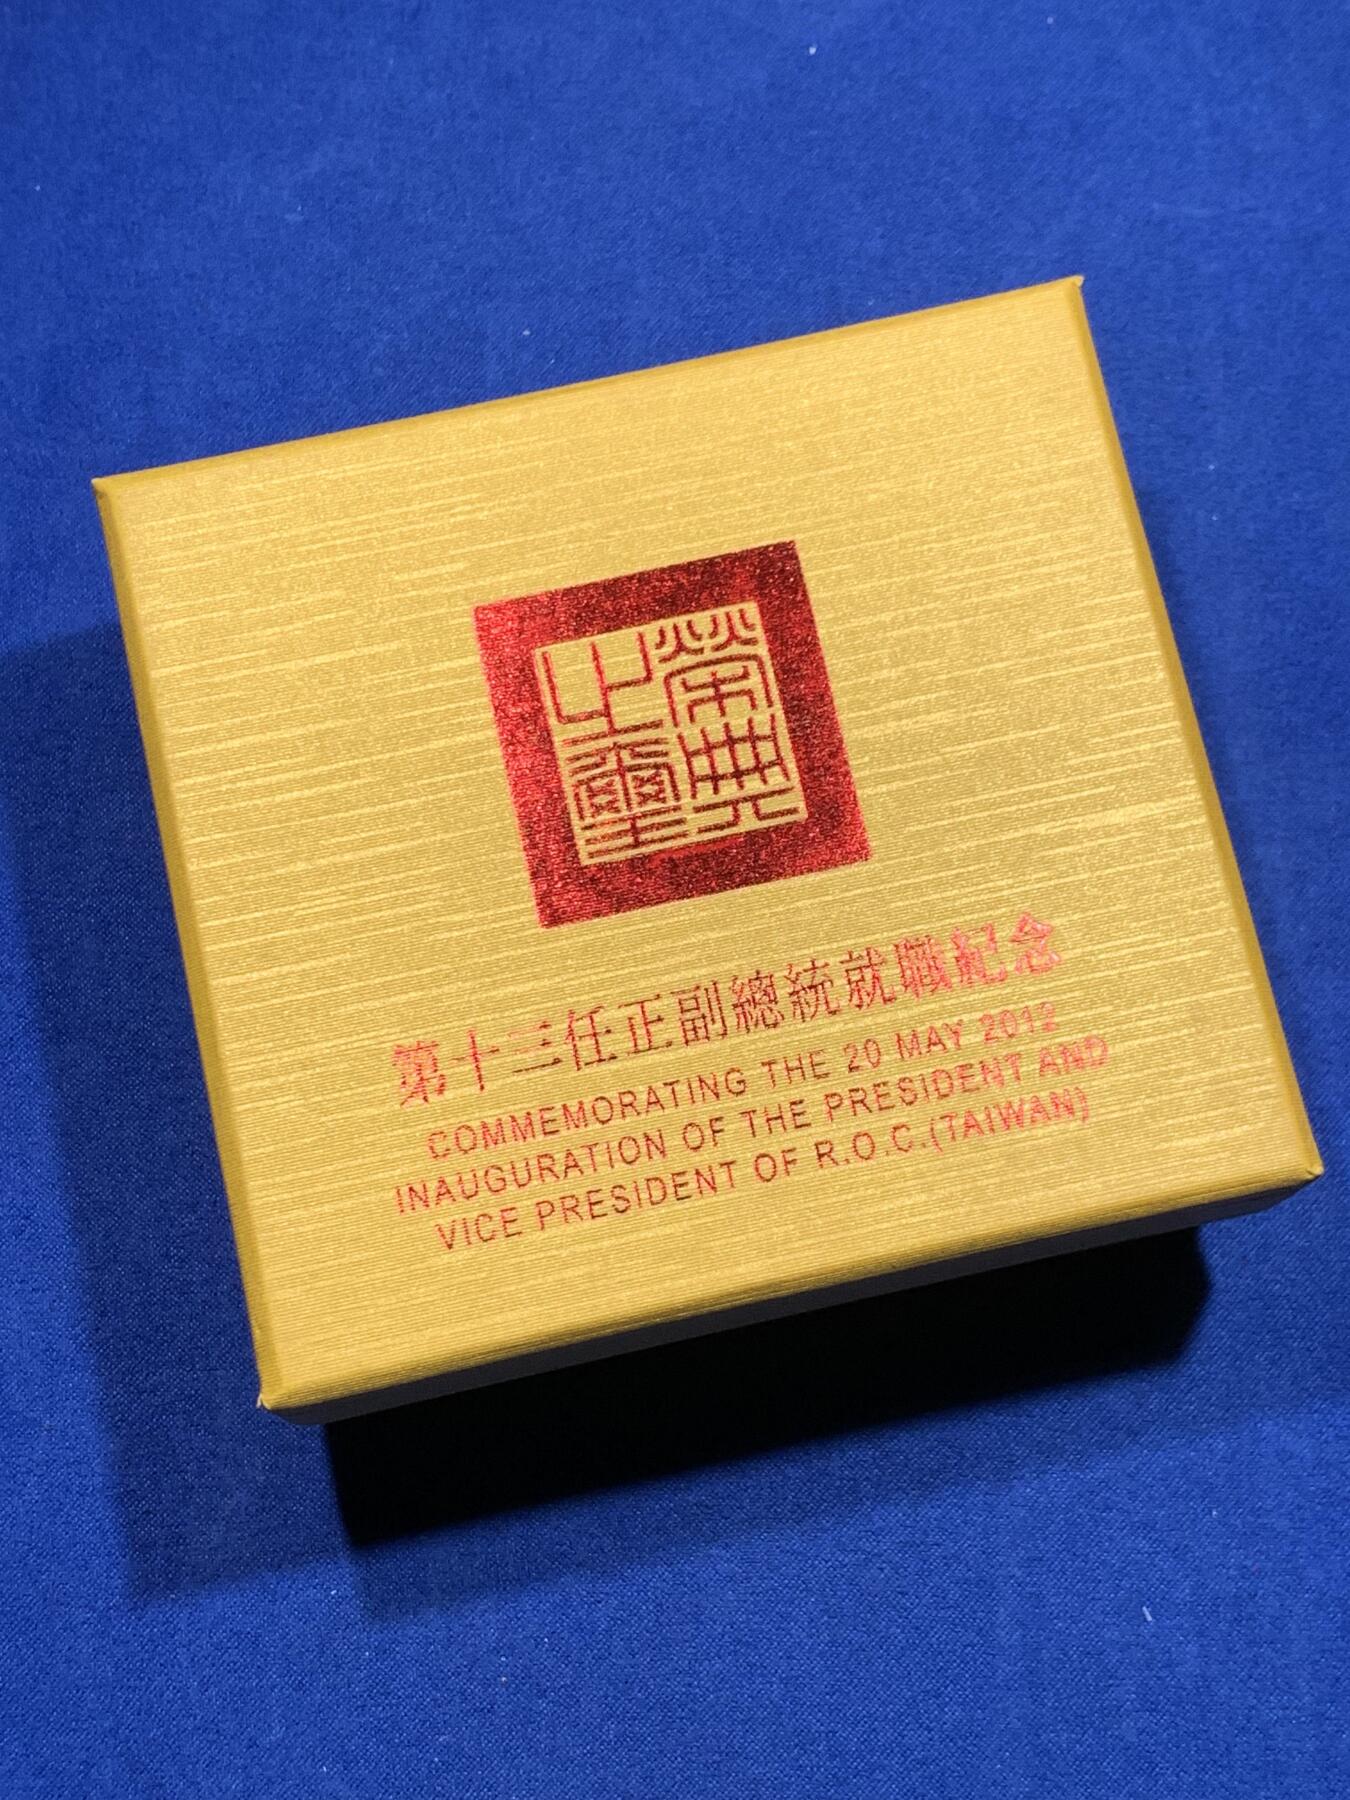 榮典之璽
第十三任正副總統就職紀念
COMMEMORATING THE 20 MAY 2012
INAUGURATION OF THE PRESIDENT AND
VICE PRESIDENT OF R.O.C.(TAIWAN)